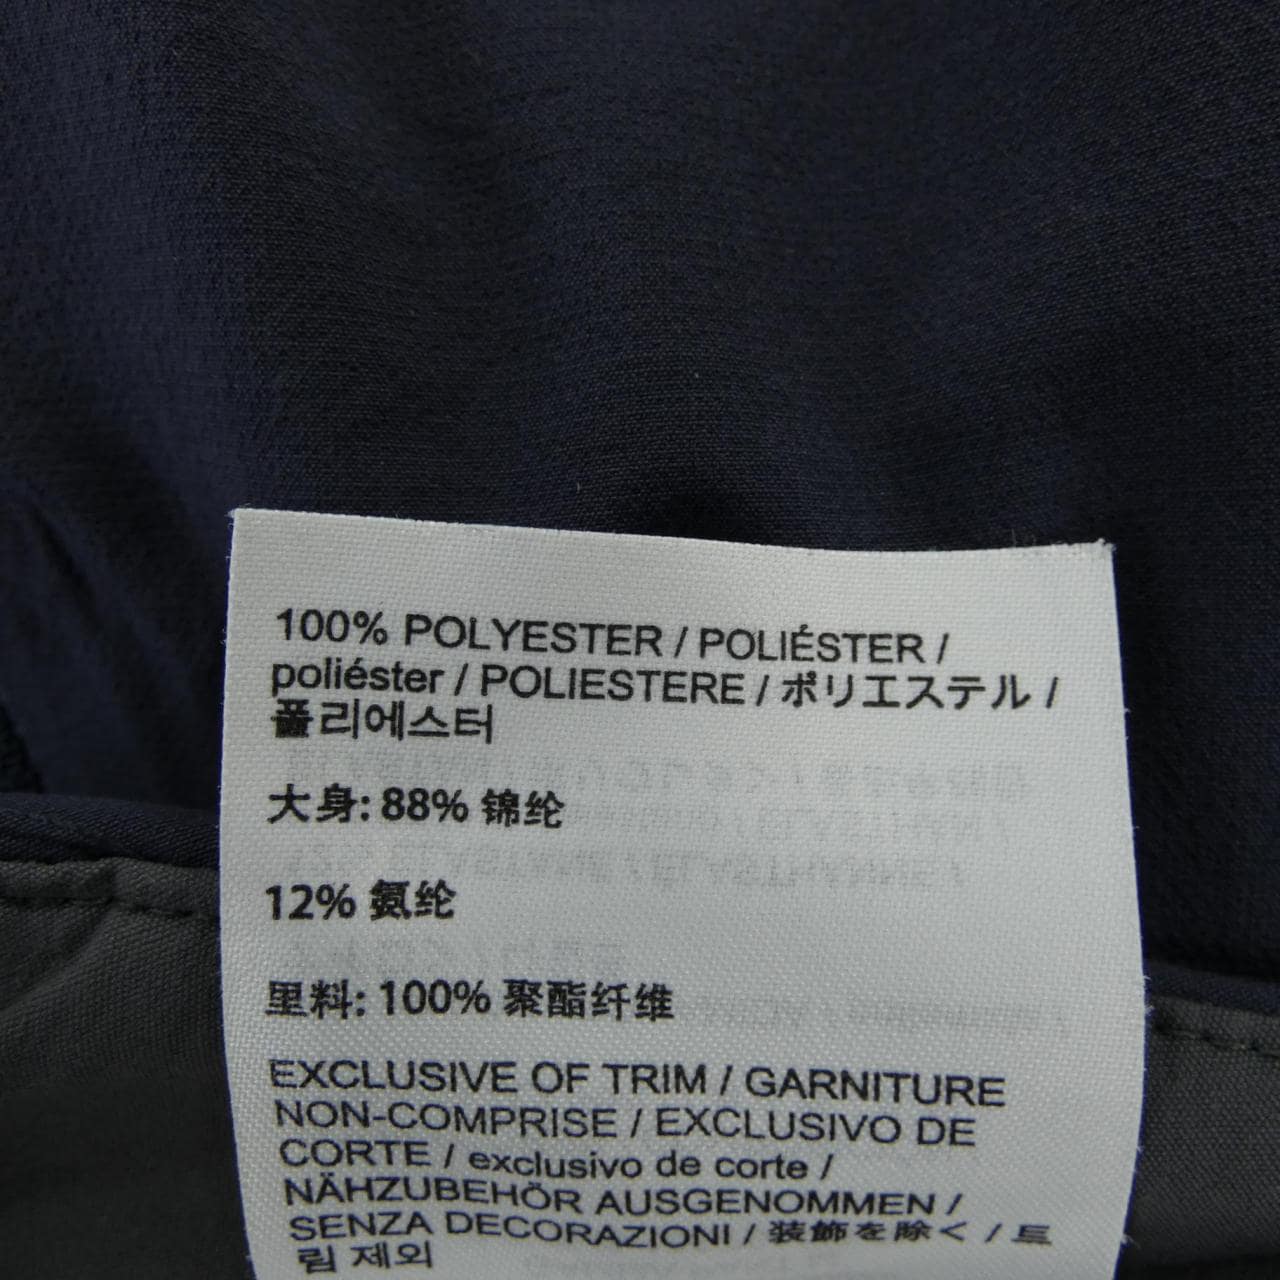 100% POLYESTER / POLIÉSTER /
poliéster / POLIESTERE / ポリエステル /
폴리에스터
大身: 88% 锦纶
12% 氨纶
里料: 100% 聚酯纤维
EXCLUSIVE OF TRIM / GARNITURE
NON-COMPRISE / EXCLUSIVO DE
CORTE / exclusivo de corte /
NÄHZUBEHÖR AUSGENOMMEN /
SENZA DECORAZIONI / 装飾を除く / 트
림 제외